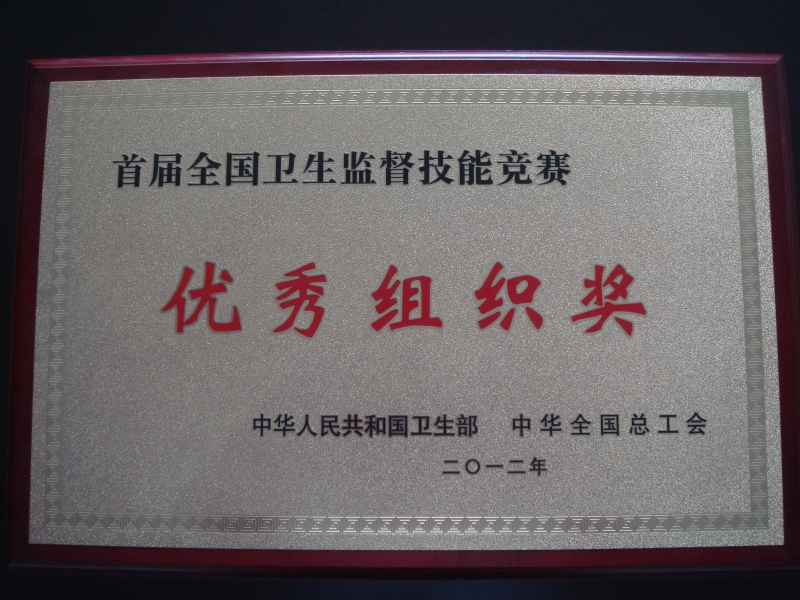 首届全国卫生监督技能竞赛
优秀组织奖
中华人民共和国卫生部 中华全国总工会
二〇一二年